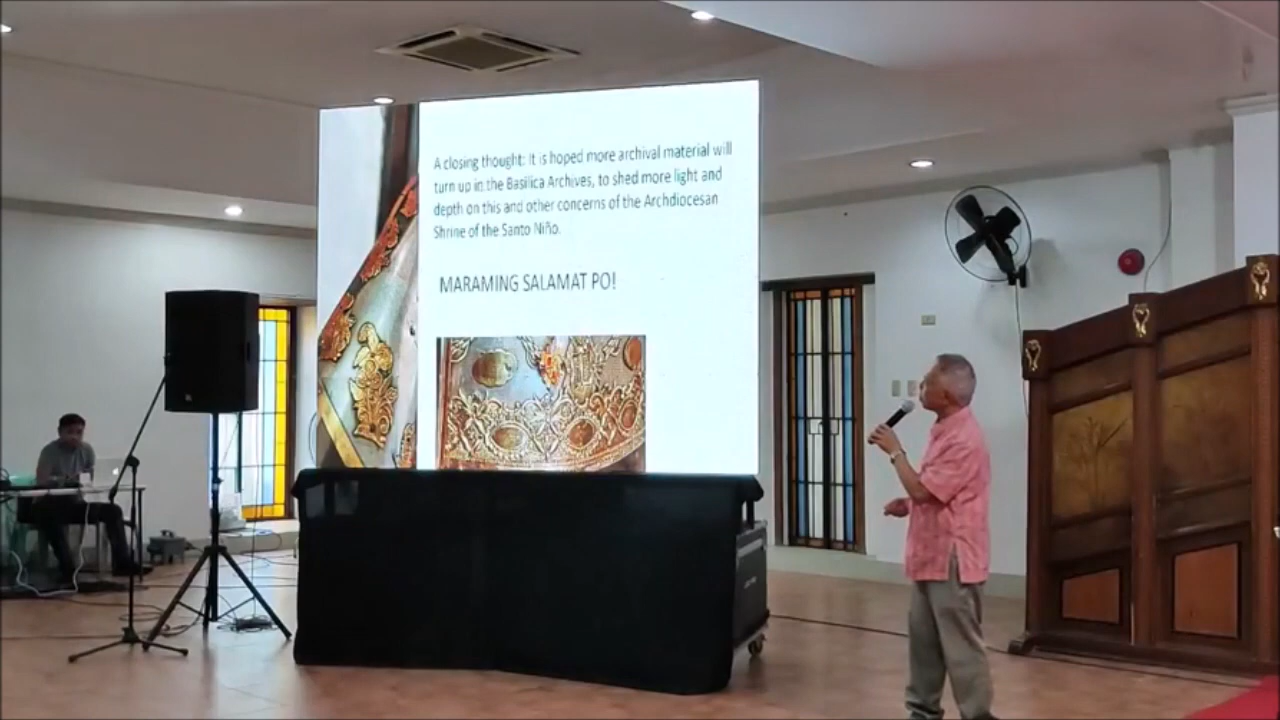 A closing thought: It is hoped more archival material will
turn up in the Basilica Archives, to shed more light and
depth on this and other concerns of the Archdiocesan
Shrine of the Santo Niño.
MARAMING SALAMAT PO!